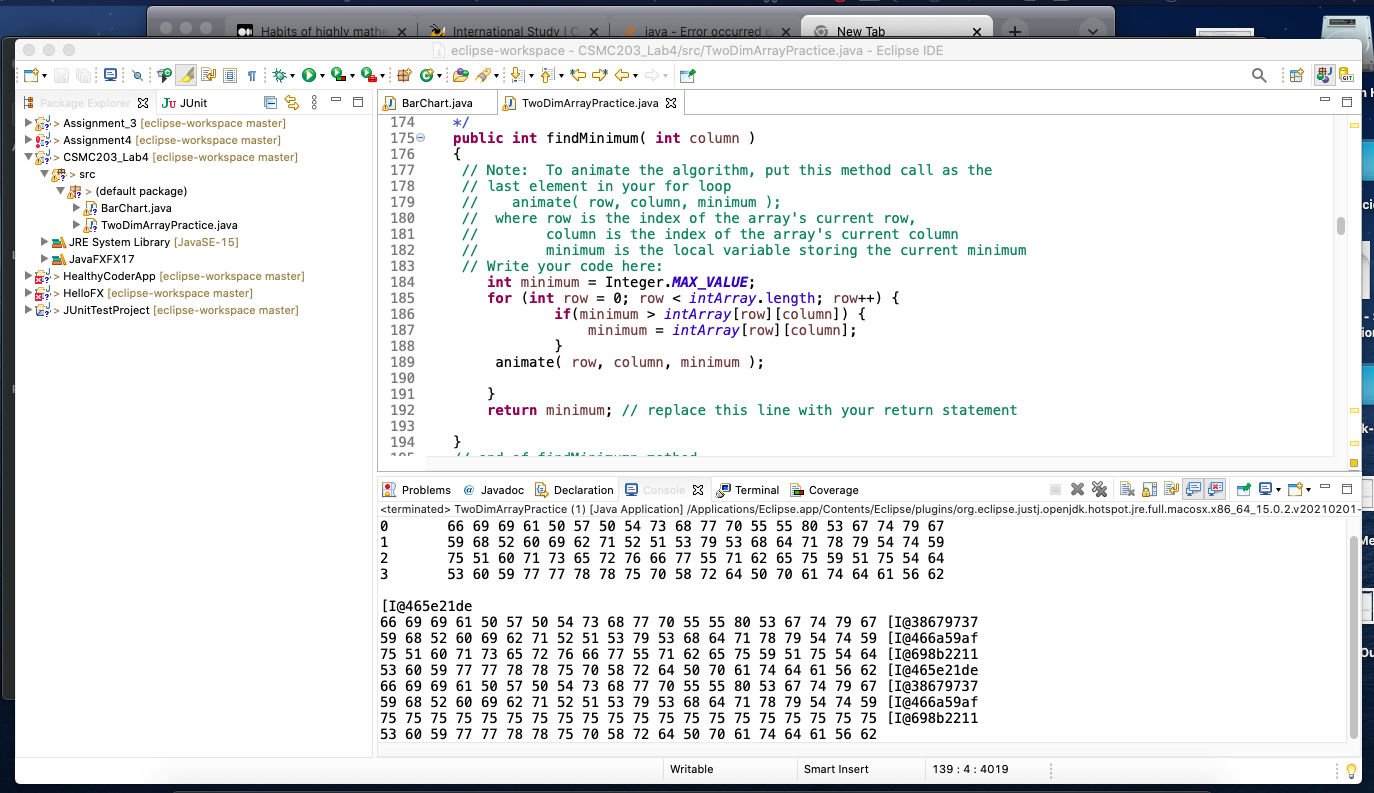 Habits of highly mathe
International Study | C
java - Error occurred d
New Tab
eclipse-workspace - CSMC203_Lab4/src/TwoDimArrayPractice.java - Eclipse IDE
Package Explorer
JUnit
BarChart.java
TwoDimArrayPractice.java
> Assignment_3 [eclipse-workspace master]
> Assignment4 [eclipse-workspace master]
> CSMC203_Lab4 [eclipse-workspace master]
> src
> (default package)
> BarChart.java
> TwoDimArrayPractice.java
JRE System Library [JavaSE-15]
JavaFXFX17
> HealthyCoderApp [eclipse-workspace master]
> HelloFX [eclipse-workspace master]
> JUnitTestProject [eclipse-workspace master]
174 */
175 public int findMinimum( int column )
176 {
177 // Note:  To animate the algorithm, put this method call as the
178 // last element in your for loop
179 //    animate( row, column, minimum );
180 //  where row is the index of the array's current row,
181 //        column is the index of the array's current column
182 //        minimum is the local variable storing the current minimum
183 // Write your code here:
184 int minimum = Integer.MAX_VALUE;
185 for (int row = 0; row < intArray.length; row++) {
186 if(minimum > intArray[row][column]) {
187 minimum = intArray[row][column];
188 }
189 animate( row, column, minimum );
190
191 }
192 return minimum; // replace this line with your return statement
193
194 }
195 // end of findMinimumn method
Problems
Javadoc
Declaration
Console
Terminal
Coverage
<terminated> TwoDimArrayPractice (1) [Java Application] /Applications/Eclipse.app/Contents/Eclipse/plugins/org.eclipse.justj.openjdk.hotspot.jre.full.macosx.x86_64_15.0.2.v20210201-
0 66 69 69 61 50 57 50 54 73 68 77 70 55 55 80 53 67 74 79 67
1 59 68 52 60 69 62 71 52 51 53 79 53 68 64 71 78 79 54 74 59
2 75 51 60 71 73 65 72 76 66 77 55 71 62 65 75 59 51 75 54 64
3 53 60 59 77 77 78 78 75 70 58 72 64 50 70 61 74 64 61 56 62
[I@465e21de
66 69 69 61 50 57 50 54 73 68 77 70 55 55 80 53 67 74 79 67 [I@38679737
59 68 52 60 69 62 71 52 51 53 79 53 68 64 71 78 79 54 74 59 [I@466a59af
75 51 60 71 73 65 72 76 66 77 55 71 62 65 75 59 51 75 54 64 [I@698b2211
53 60 59 77 77 78 78 75 70 58 72 64 50 70 61 74 64 61 56 62 [I@465e21de
66 69 69 61 50 57 50 54 73 68 77 70 55 55 80 53 67 74 79 67 [I@38679737
59 68 52 60 69 62 71 52 51 53 79 53 68 64 71 78 79 54 74 59 [I@466a59af
75 75 75 75 75 75 75 75 75 75 75 75 75 75 75 75 75 75 75 75 [I@698b2211
53 60 59 77 77 78 78 75 70 58 72 64 50 70 61 74 64 61 56 62
Writable
Smart Insert
139 : 4 : 4019